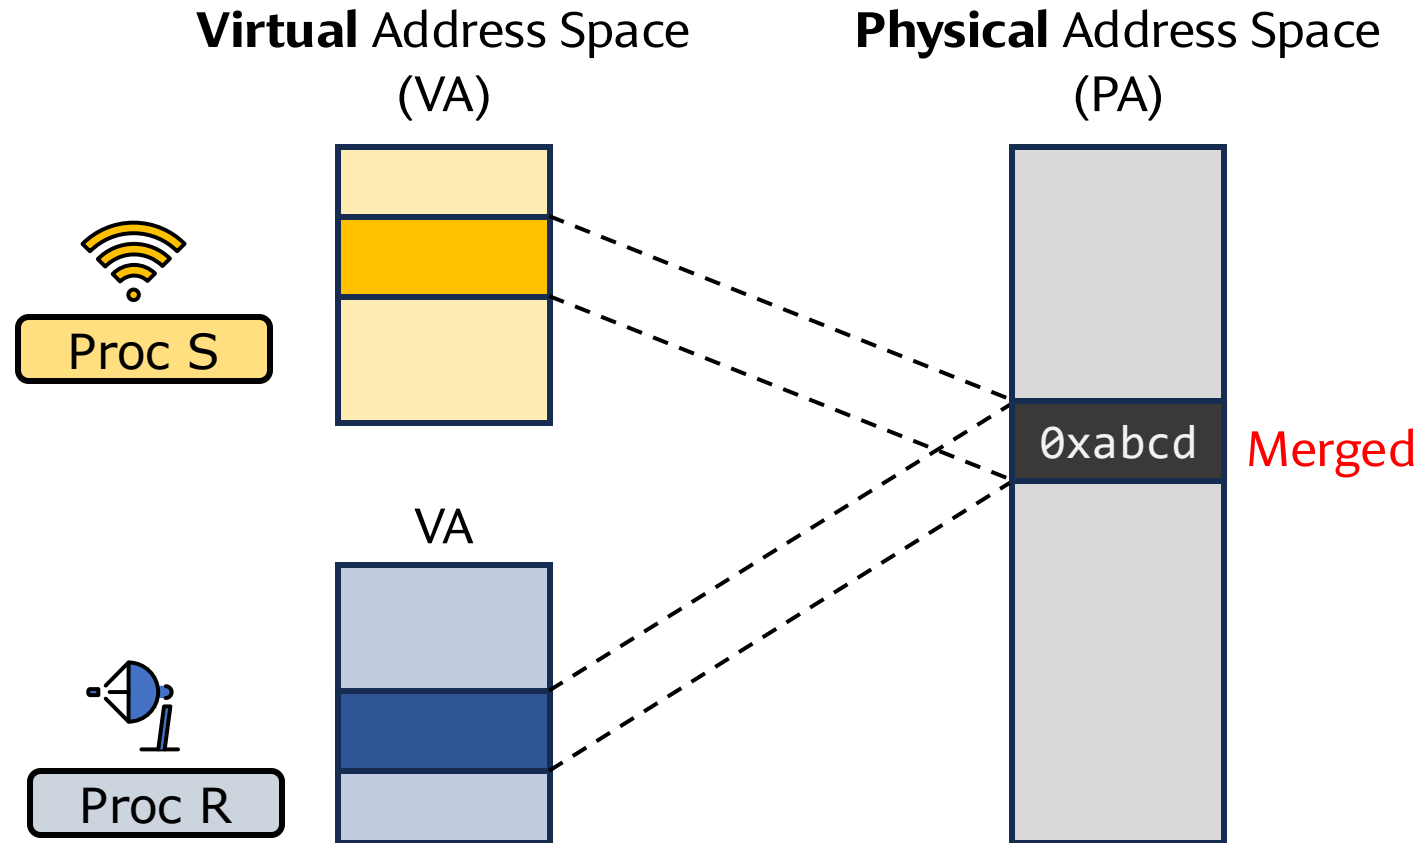 Virtual Address Space
(VA)
Physical Address Space
(PA)
Proc S
0xabcd
Merged
VA
Proc R